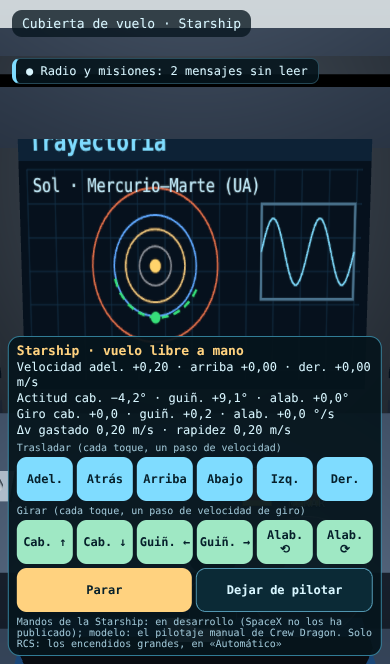 Cubierta de vuelo · Starship
● Radio y misiones: 2 mensajes sin leer
Trayectoria
Sol · Mercurio–Marte (UA)
Starship · vuelo libre a mano
Velocidad adel. +0,20 · arriba +0,00 · der. +0,00
m/s
Actitud cab. −4,2° · guiñ. +9,1° · alab. +0,0°
Giro cab. +0,0 · guiñ. +0,2 · alab. +0,0 °/s
Δv gastado 0,20 m/s · rapidez 0,20 m/s
Trasladar (cada toque, un paso de velocidad)
Adel. Atrás Arriba Abajo Izq. Der.
Girar (cada toque, un paso de velocidad de giro)
Cab. ↑ Cab. ↓ Guiñ. ← Guiñ. → Alab. ⟲ Alab. ⟳
Parar Dejar de pilotar
Mandos de la Starship: en desarrollo (SpaceX no los ha
publicado); modelo: el pilotaje manual de Crew Dragon. Solo
RCS: los encendidos grandes, en «Automático»